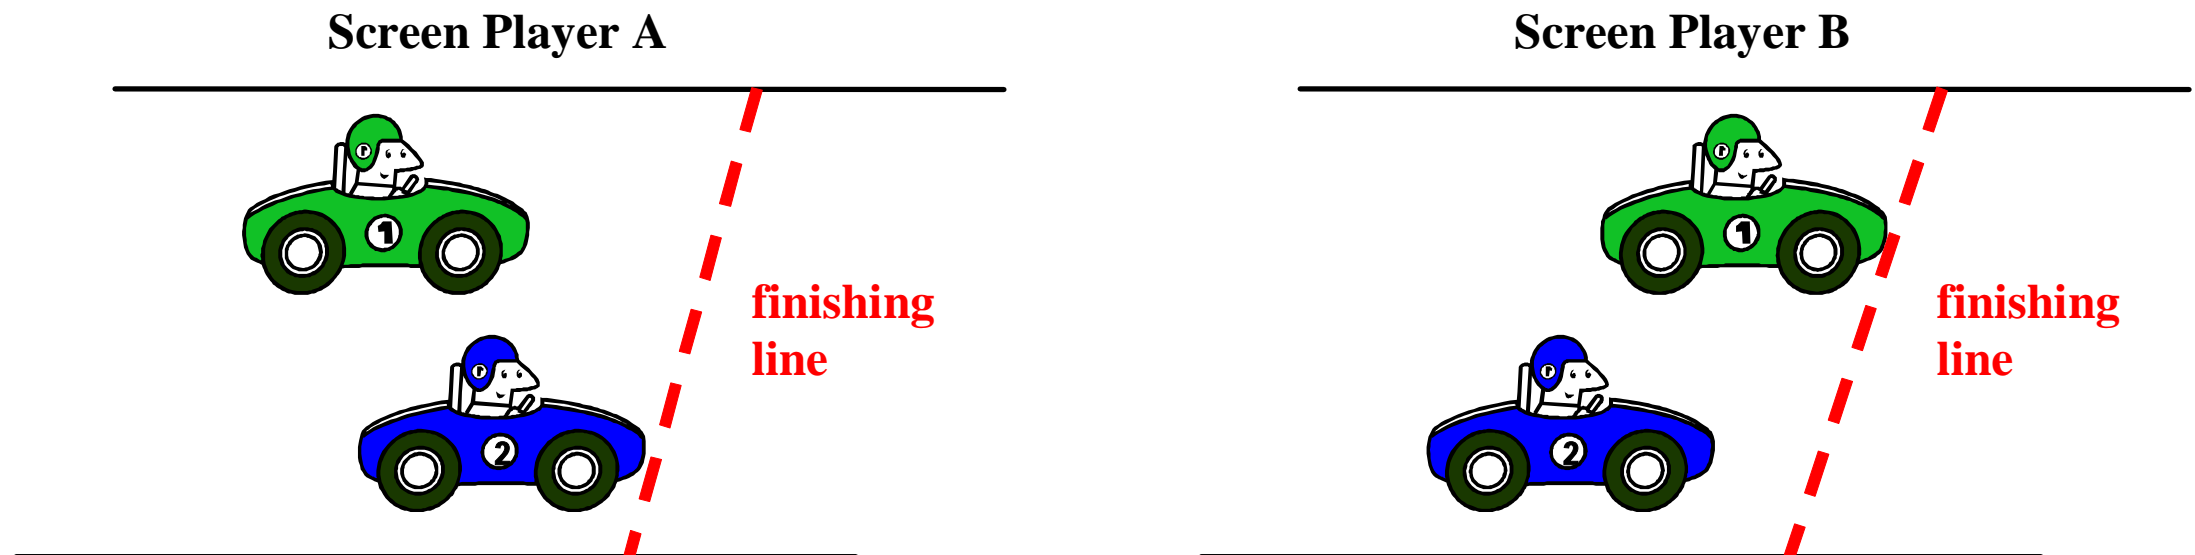 Screen Player A
Screen Player B
1
finishing
line
2
1
finishing
line
2